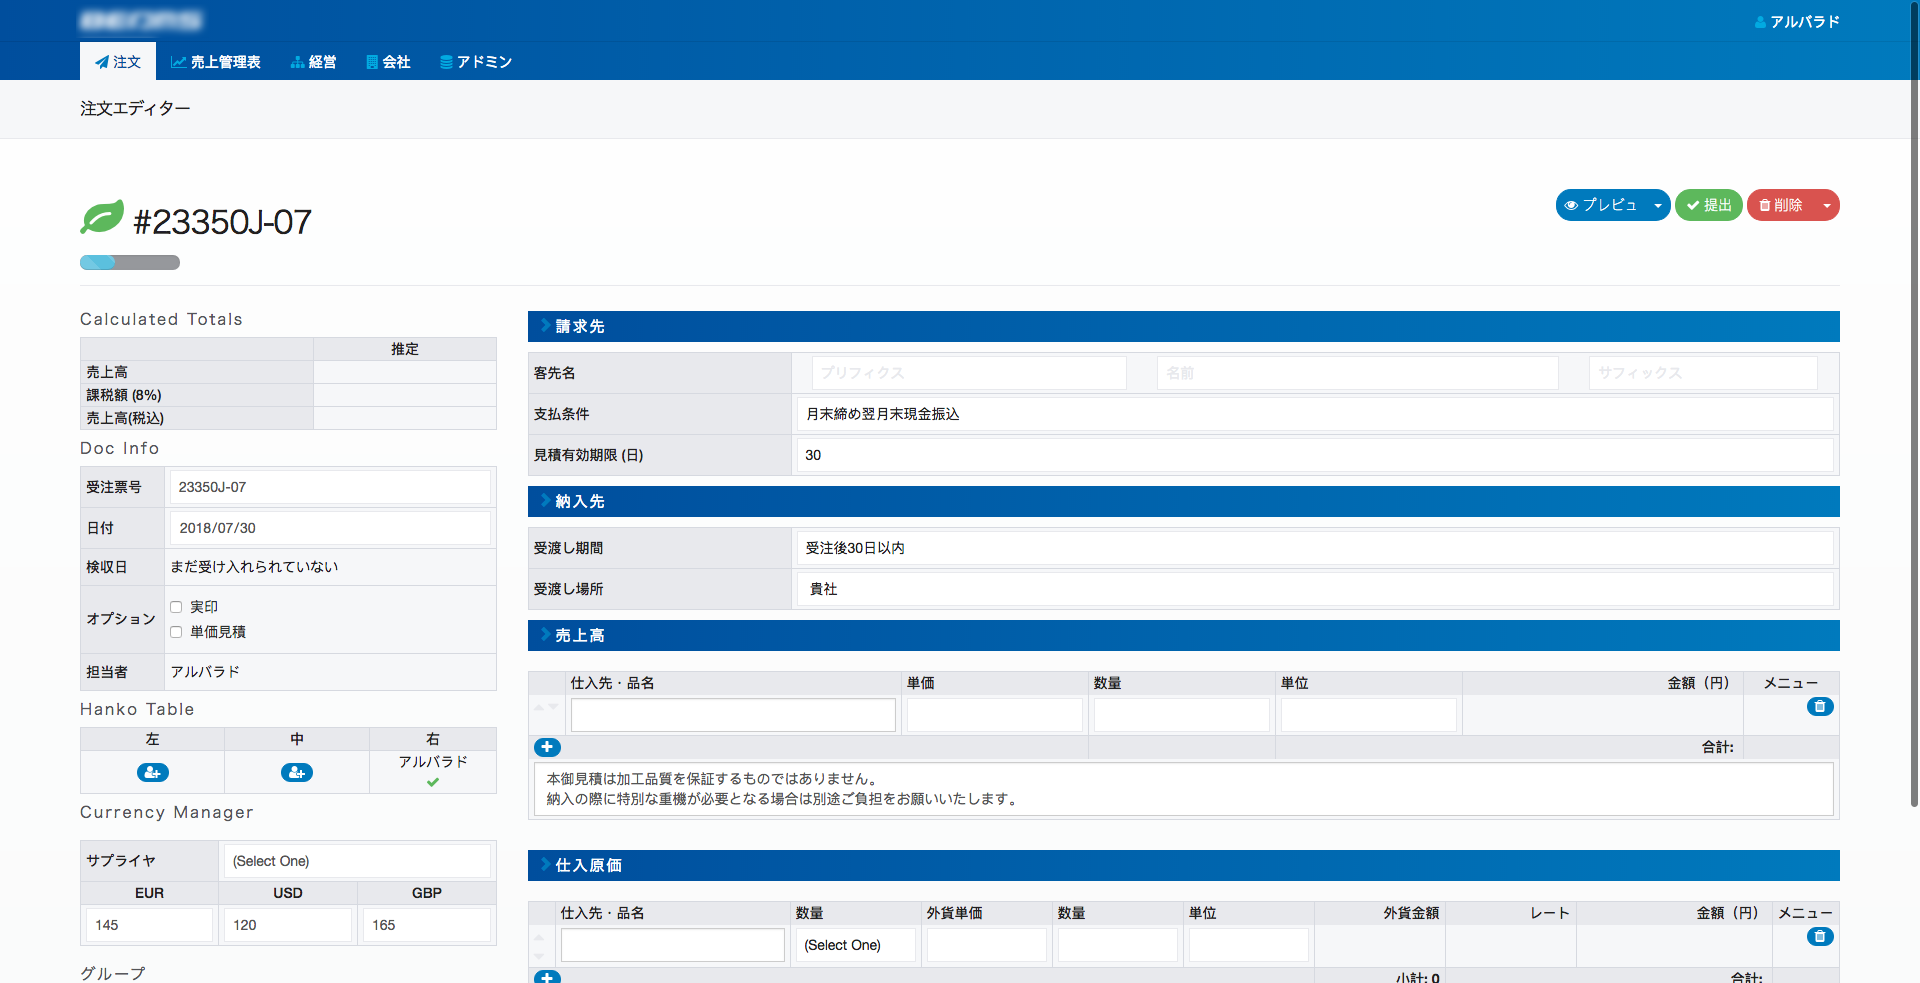 アルバラド
注文 売上管理表 経営 会社 アドミン
注文エディター
#23350J-07
プレビュ 提出 削除
Calculated Totals
推定
売上高
課税額 (8%)
売上高(税込)
Doc Info
受注票号 23350J-07
日付 2018/07/30
検収日 まだ受け入れられていない
オプション
実印
単価見積
担当者 アルバラド
Hanko Table
左 中 右
アルバラド
Currency Manager
サプライヤ (Select One)
EUR USD GBP
145 120 165
グループ
請求先
客先名 プリフィクス 名前 サフィックス
支払条件 月末締め翌月末現金振込
見積有効期限 (日) 30
納入先
受渡し期間 受注後30日以内
受渡し場所 貴社
売上高
仕入先・品名 単価 数量 単位 金額（円） メニュー
合計:
本御見積は加工品質を保証するものではありません。
納入の際に特別な重機が必要となる場合は別途ご負担をお願いいたします。
仕入原価
仕入先・品名 数量 外貨単価 数量 単位 外貨金額 レート 金額（円） メニュー
(Select One)
小計: 0 合計: